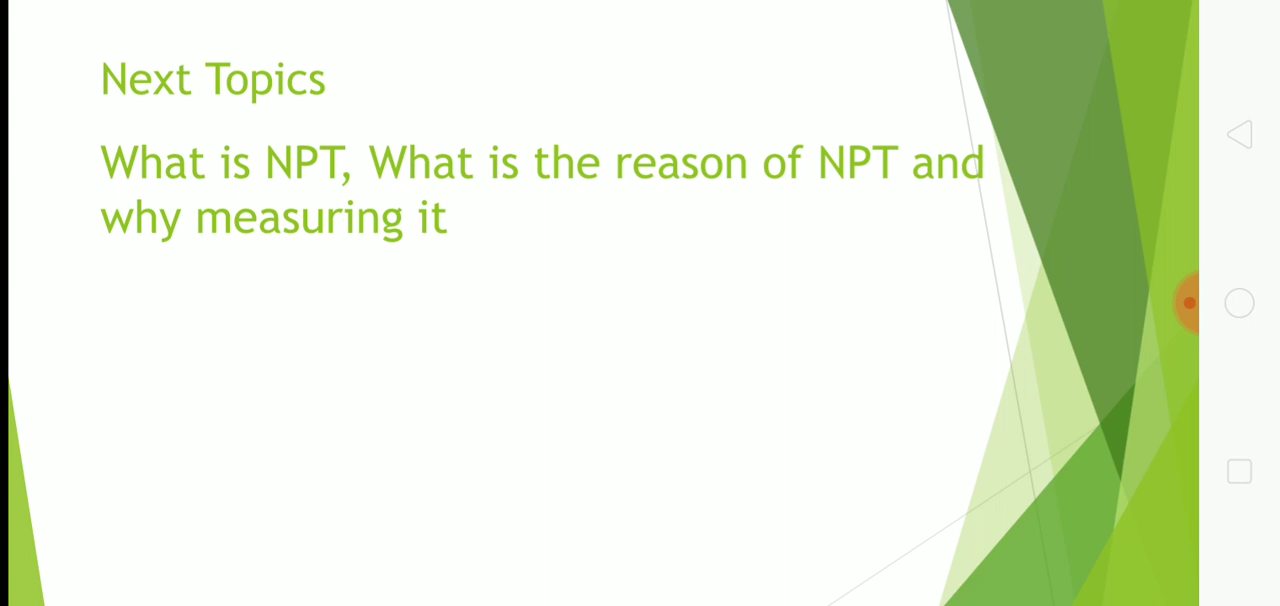 Next Topics
What is NPT, What is the reason of NPT and
why measuring it